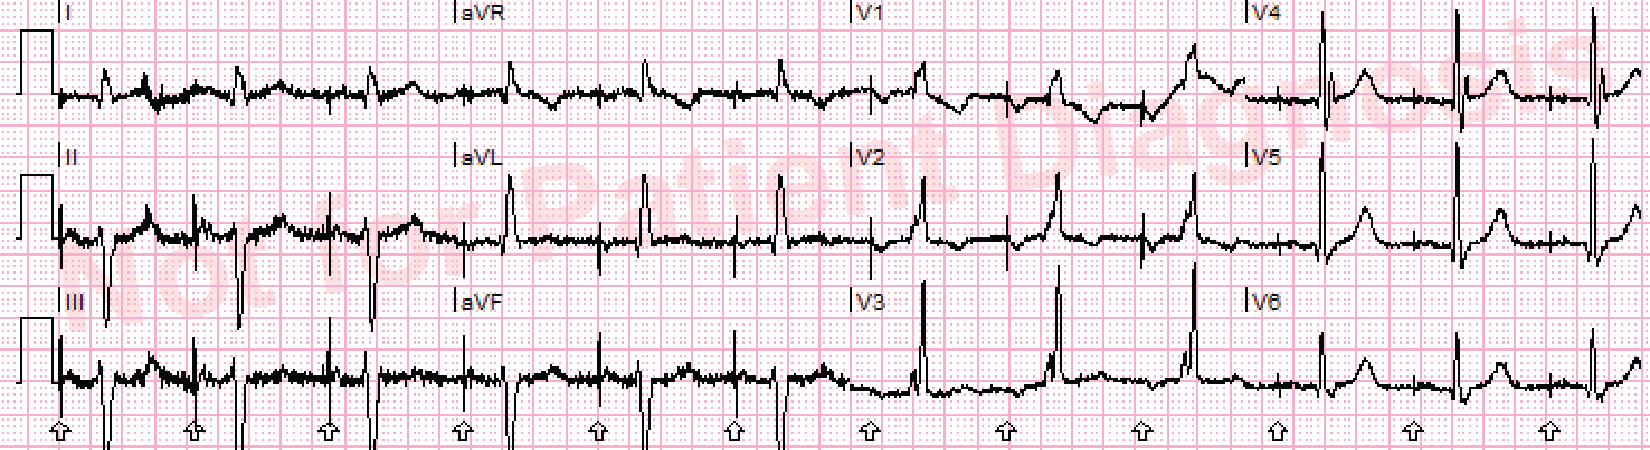 I aVR V1 V4
II aVL V2 V5
III aVF V3 V6
Not for Patient Diagnosis